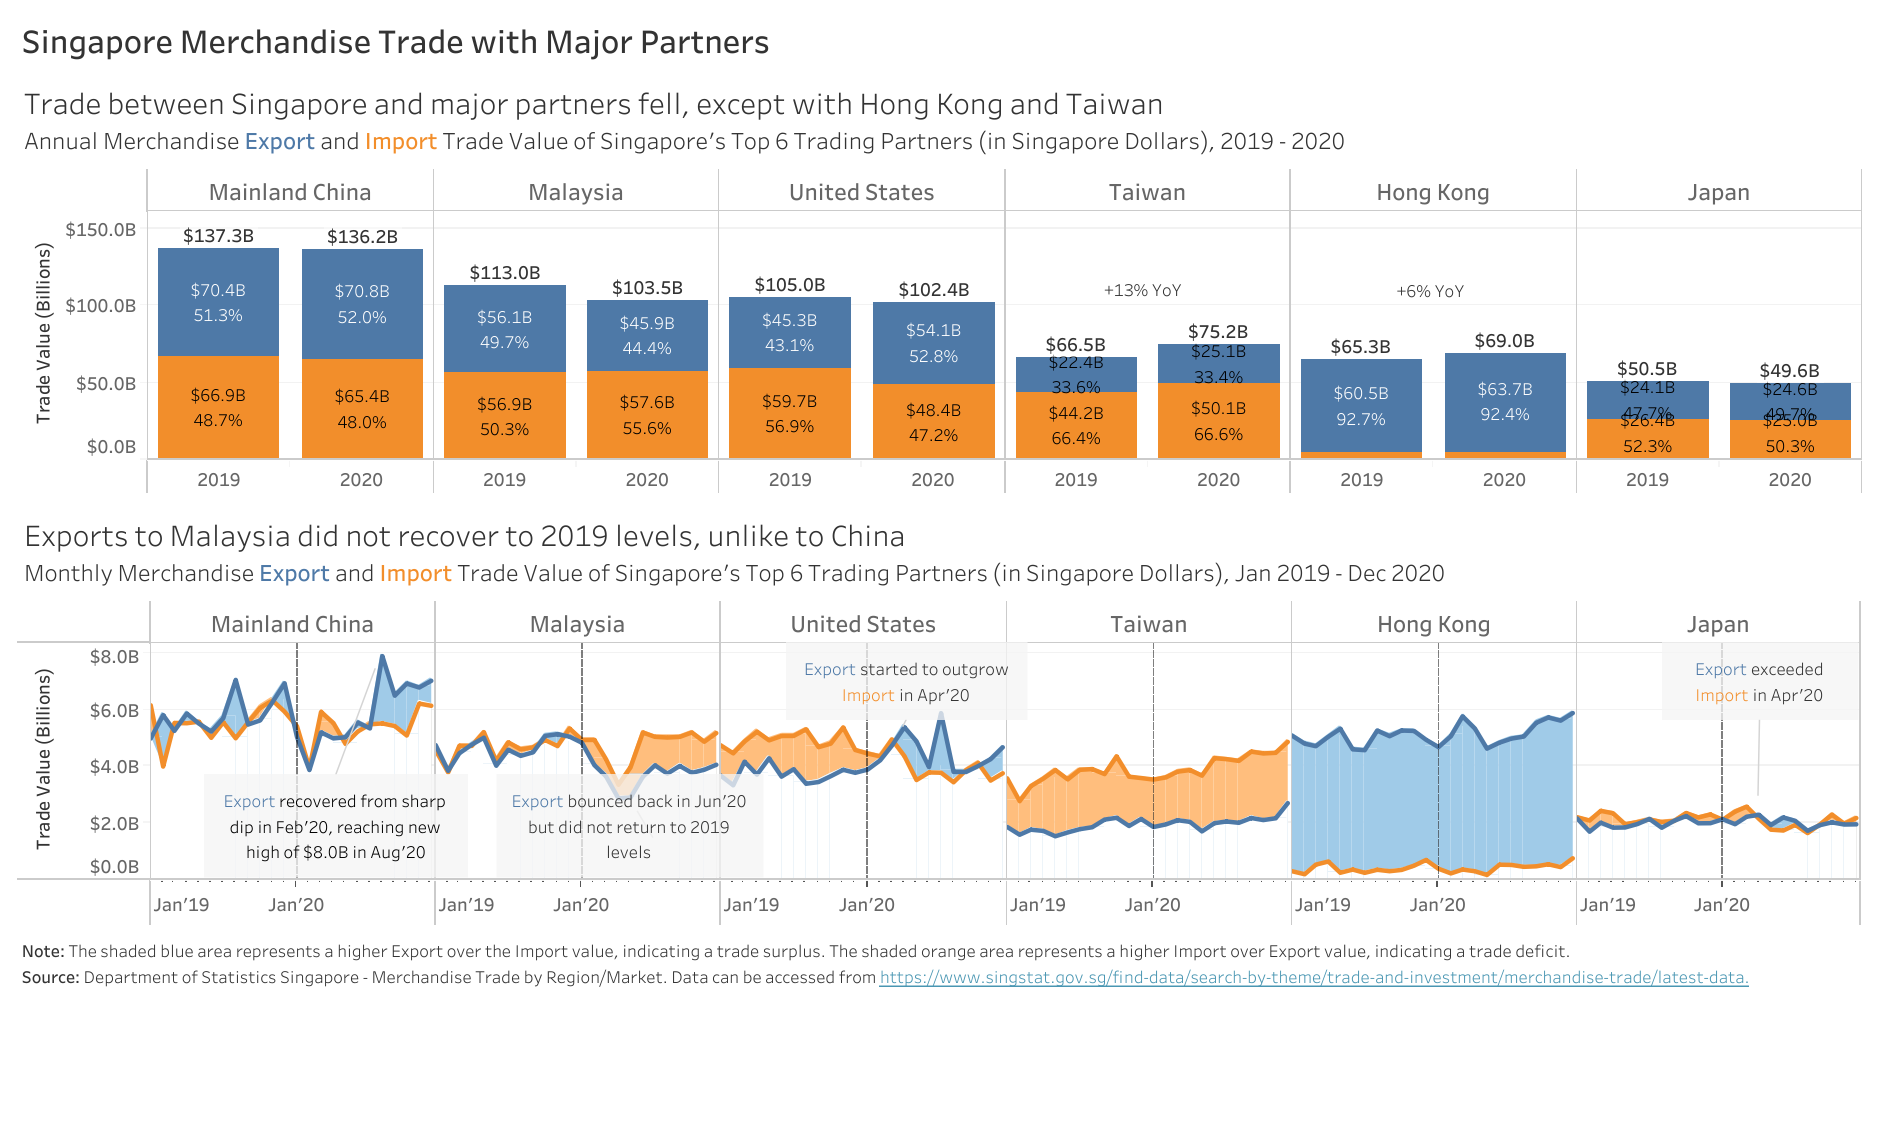 Singapore Merchandise Trade with Major Partners
Trade between Singapore and major partners fell, except with Hong Kong and Taiwan
Annual Merchandise Export and Import Trade Value of Singapore's Top 6 Trading Partners (in Singapore Dollars), 2019 - 2020
Mainland China Malaysia United States Taiwan Hong Kong Japan
Trade Value (Billions)
$150.0B
$100.0B
$50.0B
$0.0B
$137.3B
$70.4B
51.3%
$66.9B
48.7%
$136.2B
$70.8B
52.0%
$65.4B
48.0%
$113.0B
$56.1B
49.7%
$56.9B
50.3%
$103.5B
$45.9B
44.4%
$57.6B
55.6%
$105.0B
$45.3B
43.1%
$59.7B
56.9%
$102.4B
$54.1B
52.8%
$48.4B
47.2%
+13% YoY
$66.5B
$22.4B
33.6%
$44.2B
66.4%
$75.2B
$25.1B
33.4%
$50.1B
66.6%
+6% YoY
$65.3B
$60.5B
92.7%
$69.0B
$63.7B
92.4%
$50.5B
$24.1B
47.7%
$26.4B
52.3%
$49.6B
$24.6B
49.7%
$25.0B
50.3%
2019 2020 2019 2020 2019 2020 2019 2020 2019 2020 2019 2020
Exports to Malaysia did not recover to 2019 levels, unlike to China
Monthly Merchandise Export and Import Trade Value of Singapore's Top 6 Trading Partners (in Singapore Dollars), Jan 2019 - Dec 2020
Mainland China Malaysia United States Taiwan Hong Kong Japan
Trade Value (Billions)
$8.0B
$6.0B
$4.0B
$2.0B
$0.0B
Export recovered from sharp
dip in Feb'20, reaching new
high of $8.0B in Aug'20
Export bounced back in Jun'20
but did not return to 2019
levels
Export started to outgrow
Import in Apr'20
Export exceeded
Import in Apr'20
Jan'19 Jan'20 Jan'19 Jan'20 Jan'19 Jan'20 Jan'19 Jan'20 Jan'19 Jan'20 Jan'19 Jan'20
Note: The shaded blue area represents a higher Export over the Import value, indicating a trade surplus. The shaded orange area represents a higher Import over Export value, indicating a trade deficit.
Source: Department of Statistics Singapore - Merchandise Trade by Region/Market. Data can be accessed from https://www.singstat.gov.sg/find-data/search-by-theme/trade-and-investment/merchandise-trade/latest-data.